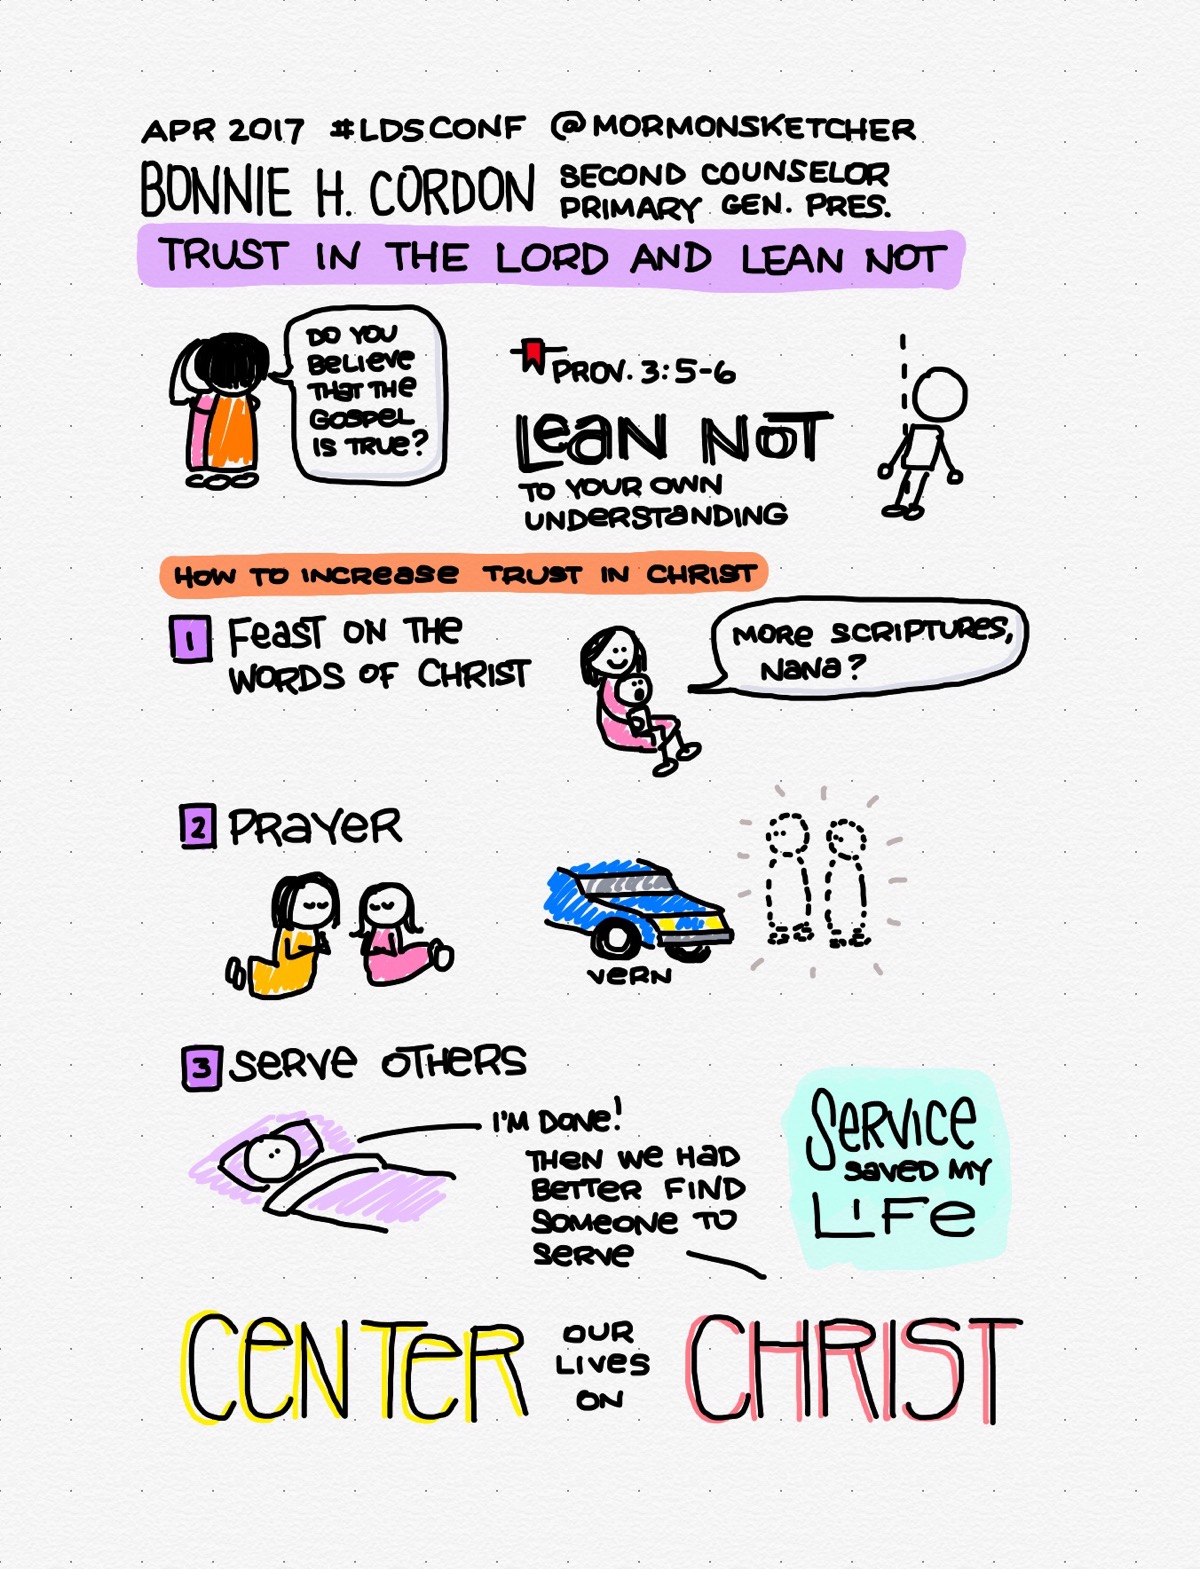 APR 2017 #LDSCONF @MORMONSKETCHER
BONNIE H. CORDON
SECOND COUNSELOR
PRIMARY GEN. PRES.
TRUST IN THE LORD AND LEAN NOT
DO YOU
BELIEVE
THAT THE
GOSPEL
IS TRUE?
PROV. 3:5-6
LEAN NOT
TO YOUR OWN
UNDERSTANDING
HOW TO INCREASE TRUST IN CHRIST
1 FEAST ON THE
WORDS OF CHRIST
MORE SCRIPTURES,
NANA?
2 PRAYER
VERN
3 SERVE OTHERS
I'M DONE!
THEN WE HAD
BETTER FIND
SOMEONE TO
SERVE
SERVICE
SAVED MY
LIFE
CENTER
OUR
LIVES
ON
CHRIST